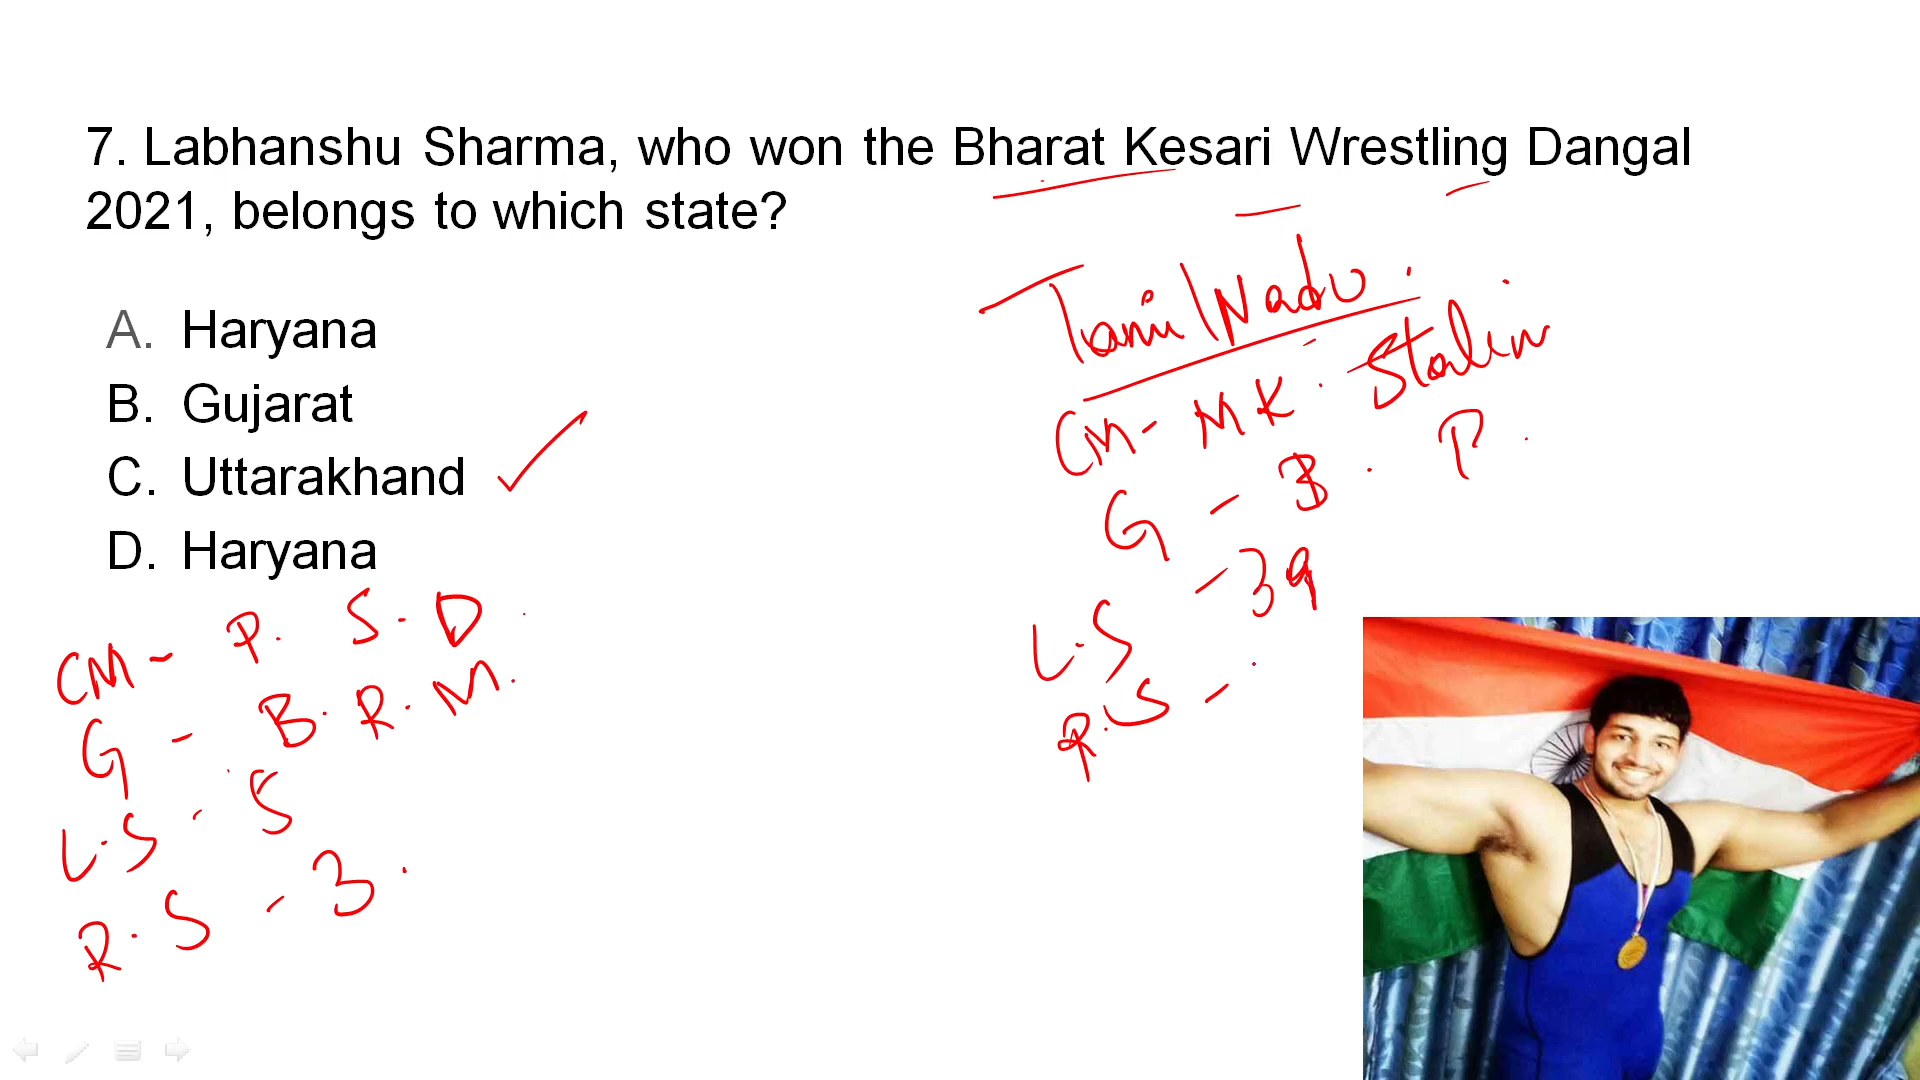 7. Labhanshu Sharma, who won the Bharat Kesari Wrestling Dangal
2021, belongs to which state?
A. Haryana
B. Gujarat
C. Uttarakhand
D. Haryana
CM - P. S. D.
G - B. R. M.
L.S - 5
R.S - 3.
Tamil Nadu.
CM - MK. Stalin
G - B. P.
L.S - 39
R.S -